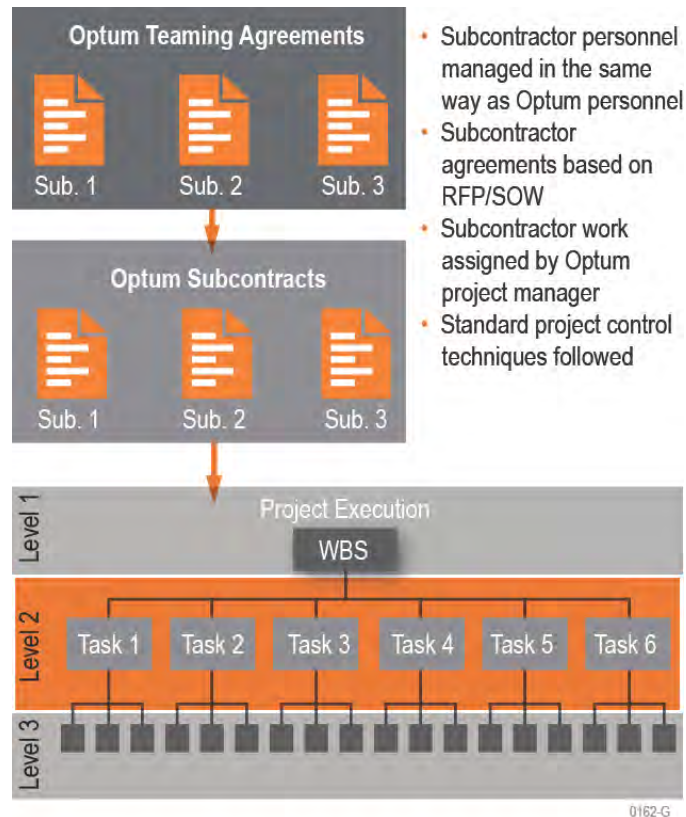 Optum Teaming Agreements
Sub. 1
Sub. 2
Sub. 3
Optum Subcontracts
Sub. 1
Sub. 2
Sub. 3
• Subcontractor personnel
managed in the same
way as Optum personnel
• Subcontractor
agreements based on
RFP/SOW
• Subcontractor work
assigned by Optum
project manager
• Standard project control
techniques followed
Level 1
Project Execution
WBS
Level 2
Task 1
Task 2
Task 3
Task 4
Task 5
Task 6
Level 3
0162-G